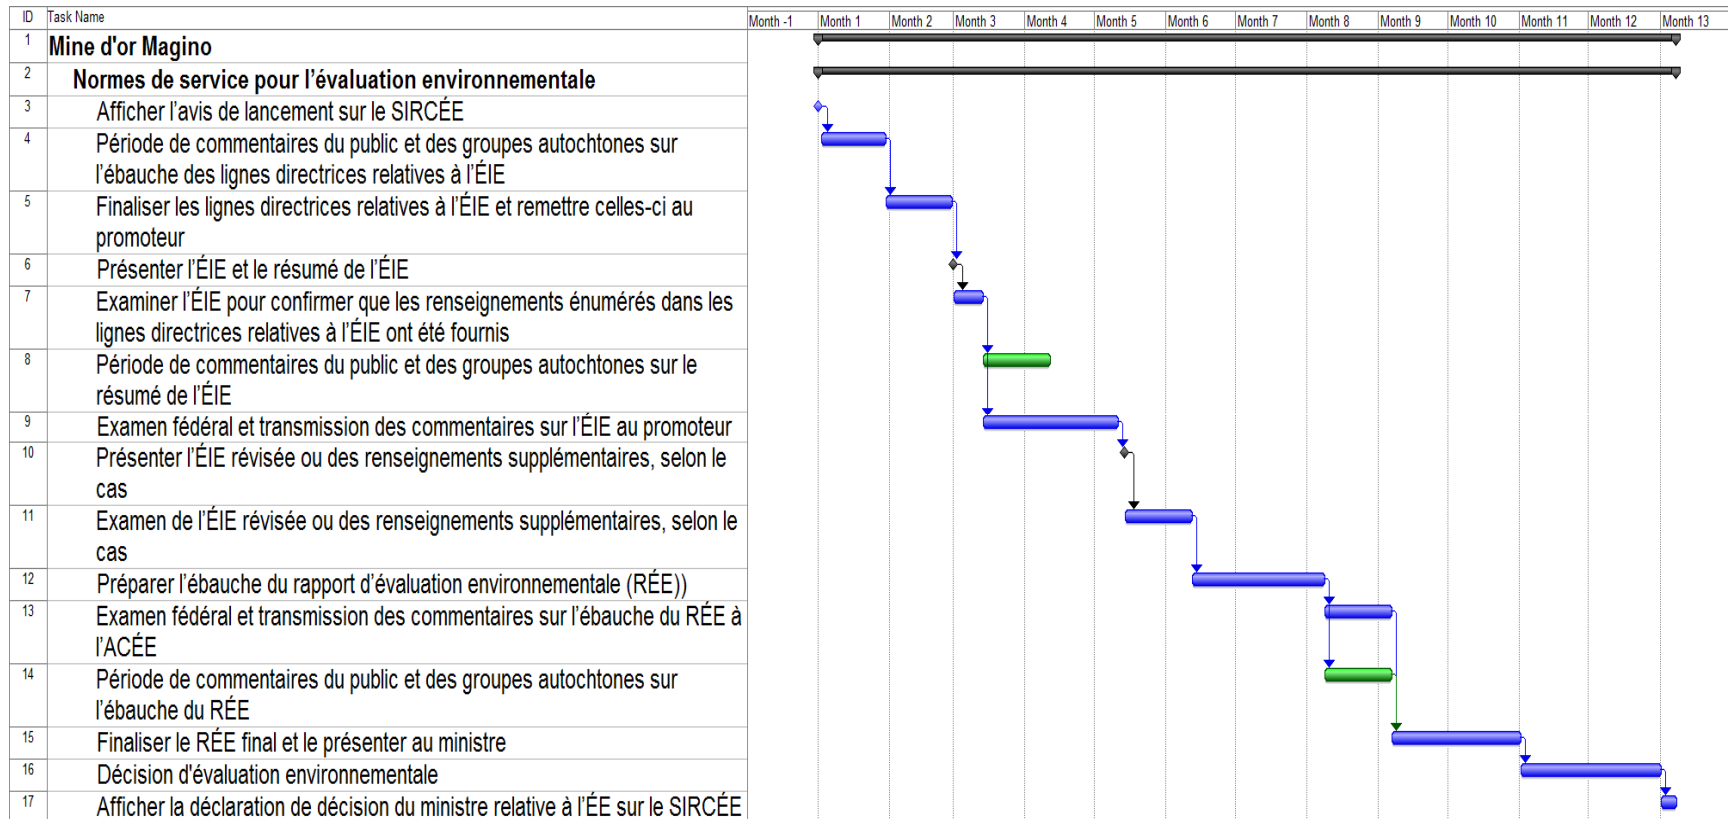 ID Task Name Month -1 Month 1 Month 2 Month 3 Month 4 Month 5 Month 6 Month 7 Month 8 Month 9 Month 10 Month 11 Month 12 Month 13
1 Mine d'or Magino
2 Normes de service pour l’évaluation environnementale
3 Afficher l’avis de lancement sur le SIRCÉE
4 Période de commentaires du public et des groupes autochtones sur
l’ébauche des lignes directrices relatives à l’ÉIE
5 Finaliser les lignes directrices relatives à l’ÉIE et remettre celles-ci au
promoteur
6 Présenter l’ÉIE et le résumé de l’ÉIE
7 Examiner l’ÉIE pour confirmer que les renseignements énumérés dans les
lignes directrices relatives à l’ÉIE ont été fournis
8 Période de commentaires du public et des groupes autochtones sur le
résumé de l’ÉIE
9 Examen fédéral et transmission des commentaires sur l’ÉIE au promoteur
10 Présenter l’ÉIE révisée ou des renseignements supplémentaires, selon le
cas
11 Examen de l’ÉIE révisée ou des renseignements supplémentaires, selon le
cas
12 Préparer l’ébauche du rapport d’évaluation environnementale (RÉE))
13 Examen fédéral et transmission des commentaires sur l’ébauche du RÉE à
l’ACÉE
14 Période de commentaires du public et des groupes autochtones sur
l’ébauche du RÉE
15 Finaliser le RÉE final et le présenter au ministre
16 Décision d'évaluation environnementale
17 Afficher la déclaration de décision du ministre relative à l’ÉE sur le SIRCÉE